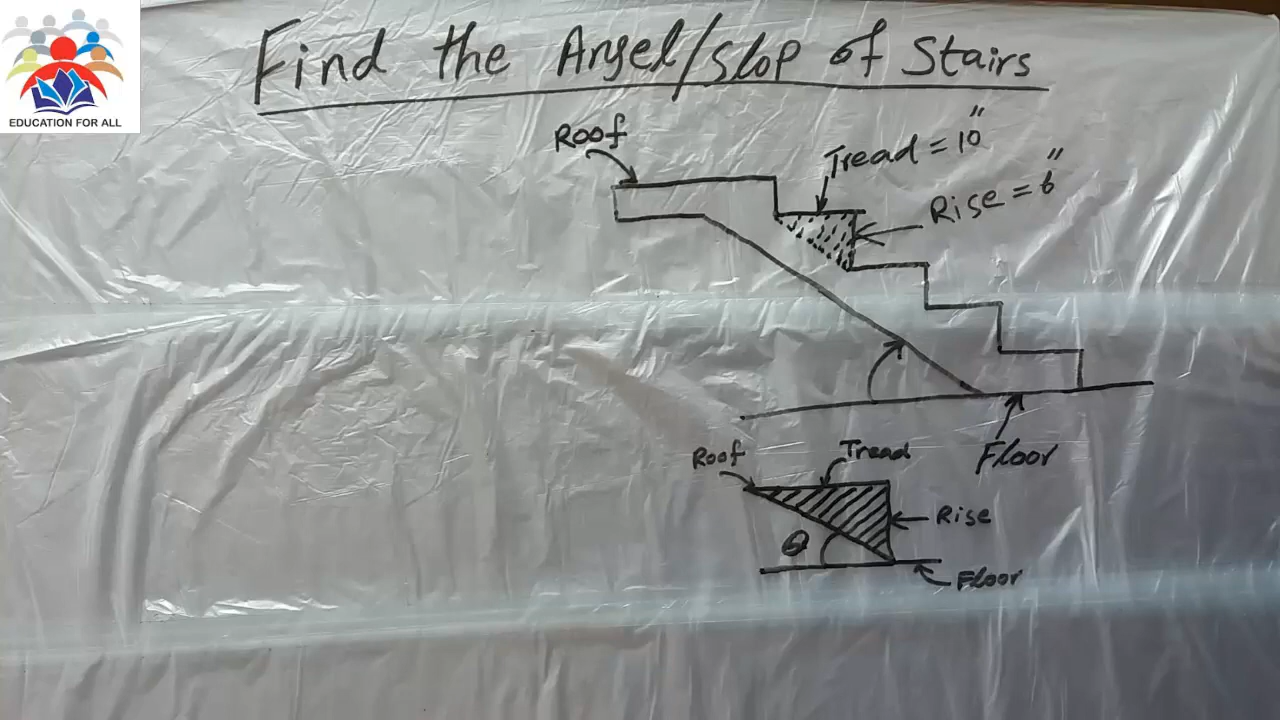 EDUCATION FOR ALL
Find the Angel/Slop of Stairs
Roof
Tread = 10"
Rise = 6"
Floor
Roof
Tread
Rise
θ
Floor